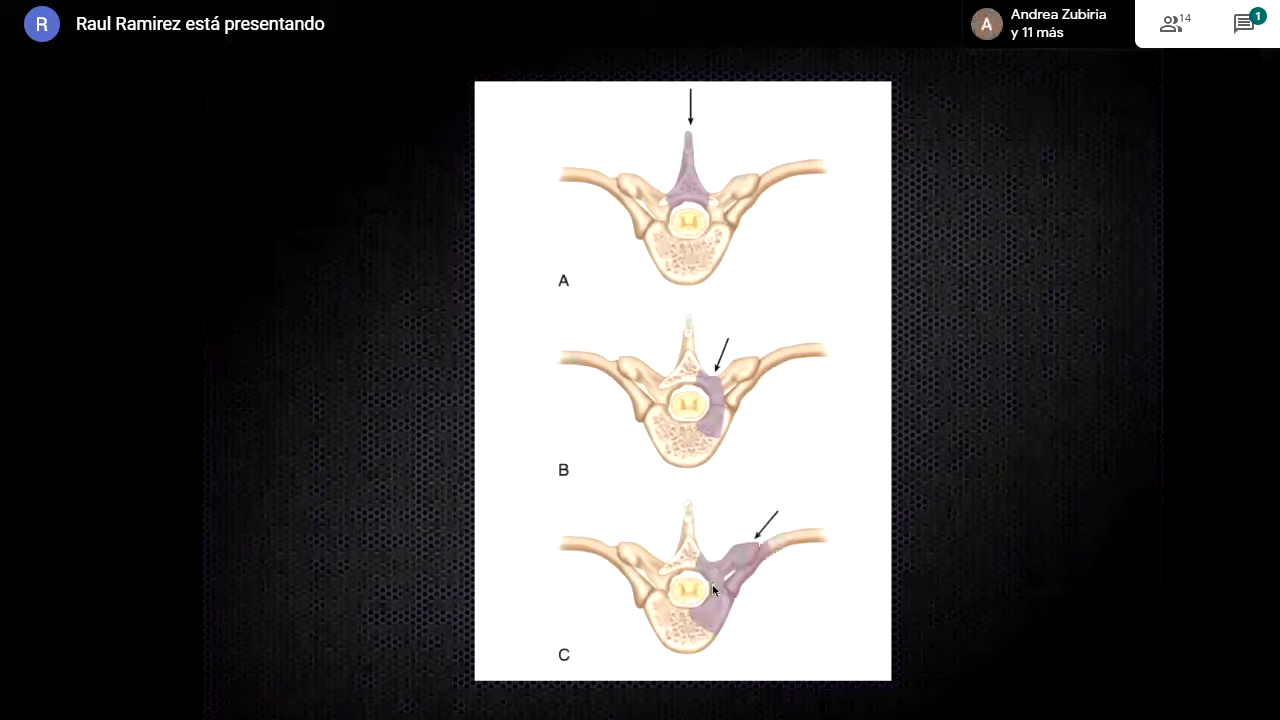 R
Raul Ramirez está presentando
A
Andrea Zubiria
y 11 más
14
1
A
B
C